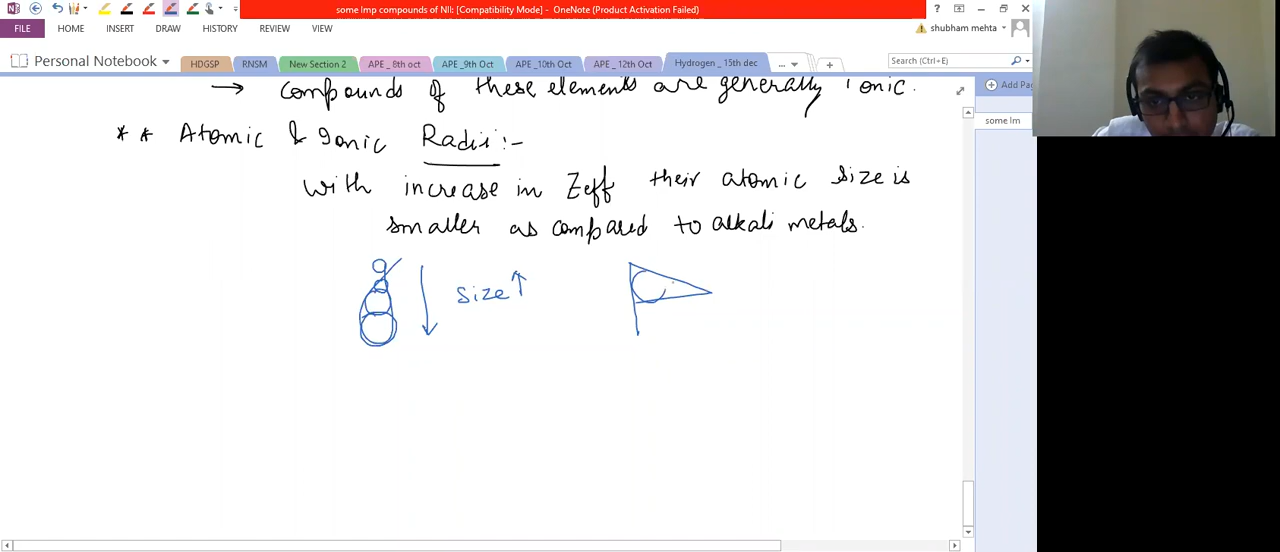 some Imp compounds of NII: [Compatibility Mode] - OneNote (Product Activation Failed)
FILE HOME INSERT DRAW HISTORY REVIEW VIEW
shubham mehta
Personal Notebook HDGSP RNSM New Section 2 APE _ 8th oct APE _9th Oct APE _10th Oct APE _ 12th Oct Hydrogen _ 15th dec ... +
Search (Ctrl+E)
→ compounds of these elements are generally ionic.
Add Pag
some Im
** Atomic & Ionic Radii :-
With increase in Zeff their atomic size is
smaller as compared to alkali metals.
size ↑